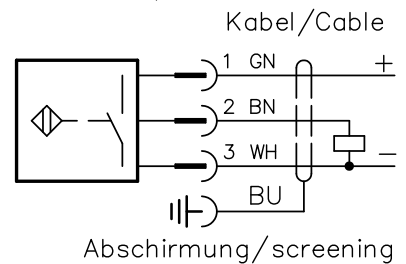 Kabel/Cable
1 GN +
2 BN
3 WH −
BU
Abschirmung/screening